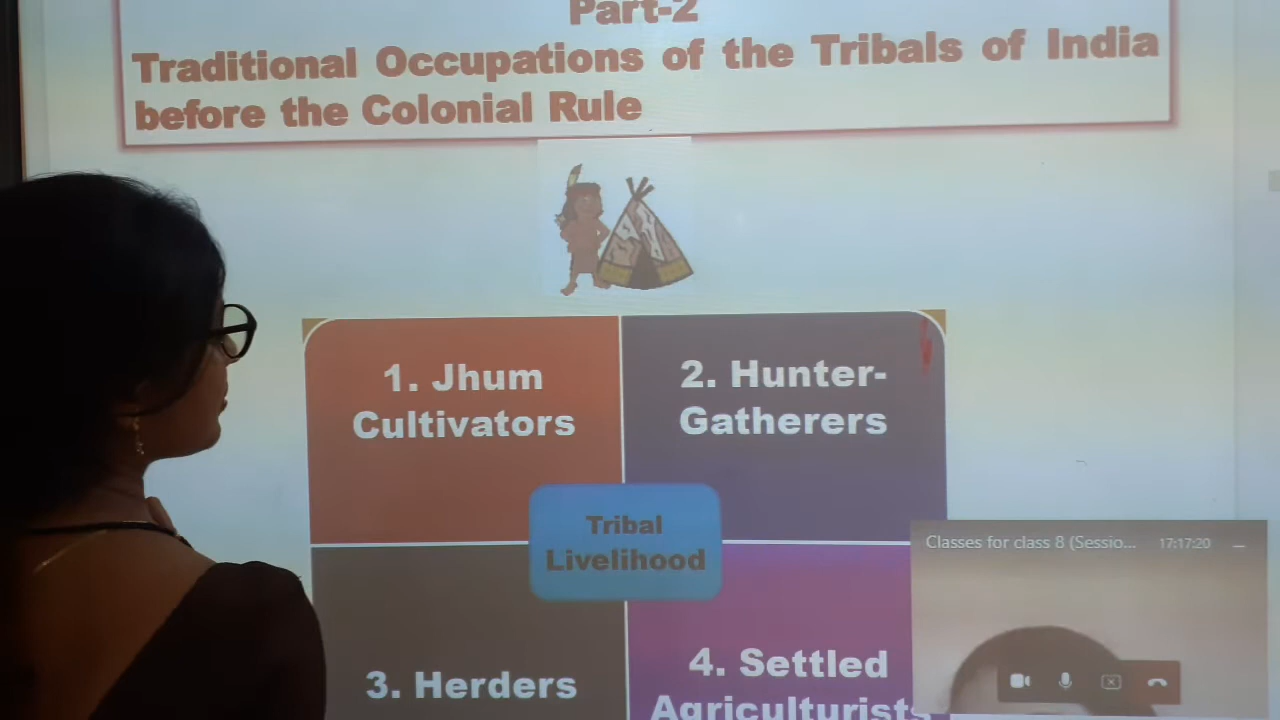 Part-2
Traditional Occupations of the Tribals of India
before the Colonial Rule
1. Jhum
Cultivators
2. Hunter-
Gatherers
Tribal
Livelihood
3. Herders
4. Settled
Agriculturists
Classes for class 8 (Sessio... 17:17:20